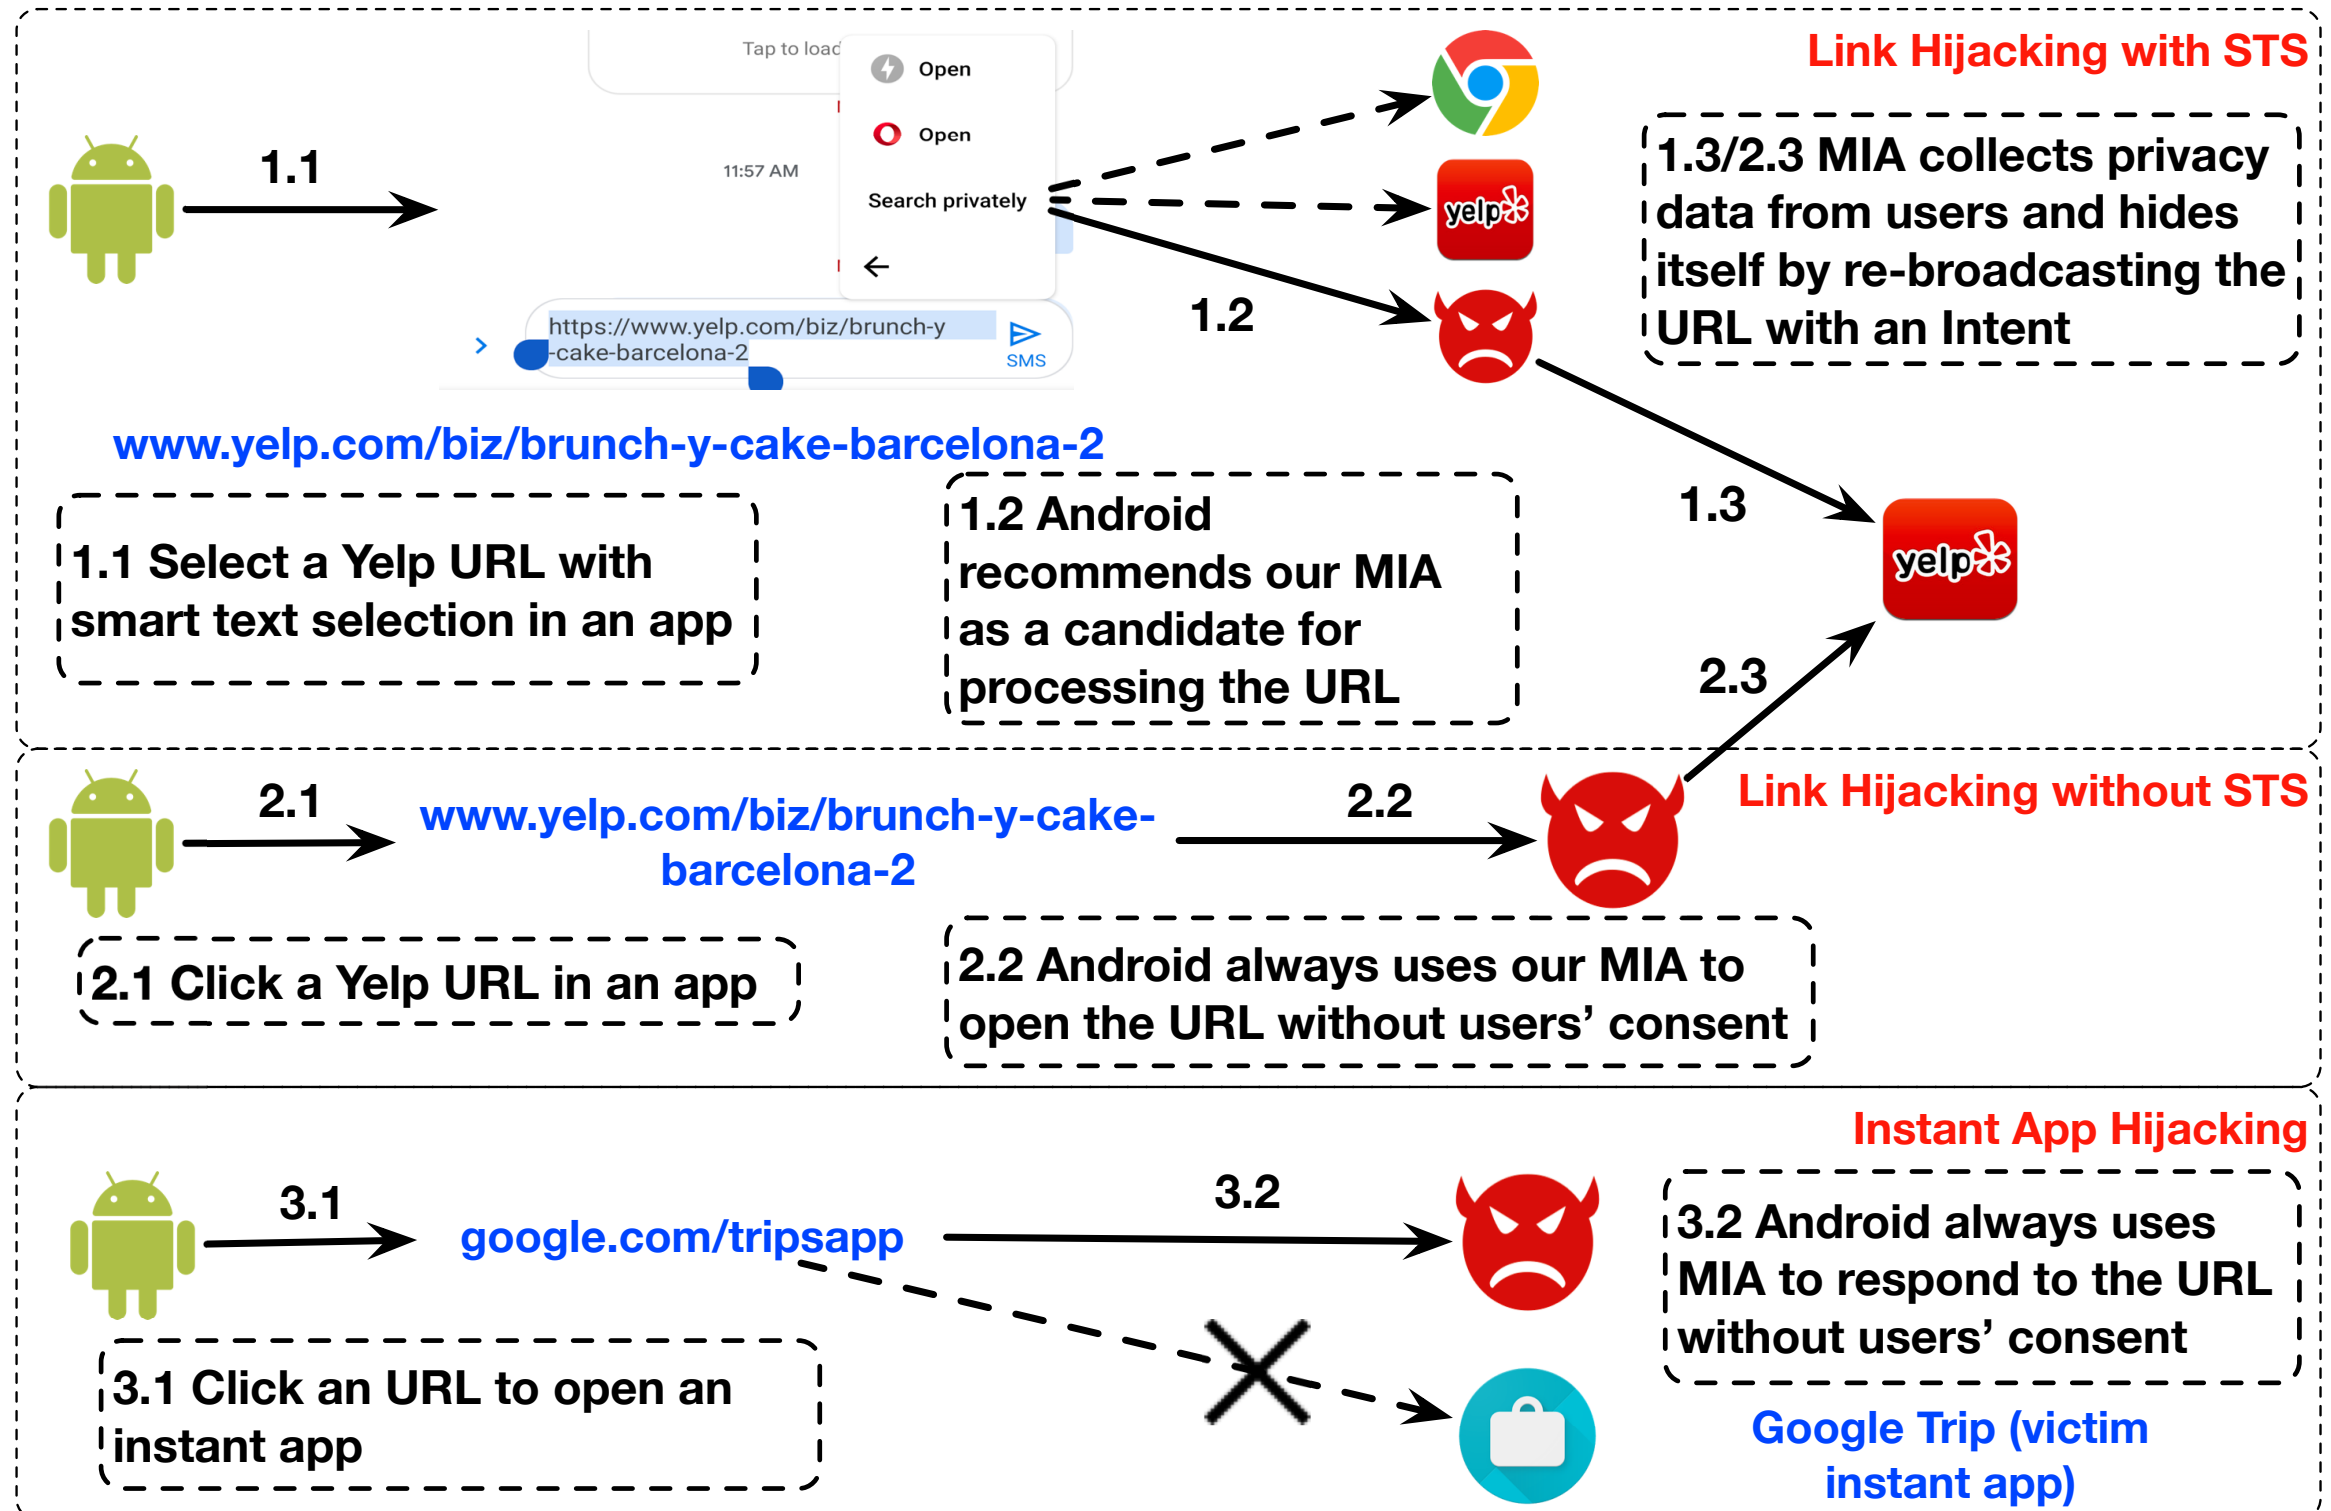 Link Hijacking with STS
Tap to load
Open
Open
11:57 AM
Search privately
https://www.yelp.com/biz/brunch-y
-cake-barcelona-2
SMS
1.1
1.2
yelp
1.3/2.3 MIA collects privacy
data from users and hides
itself by re-broadcasting the
URL with an Intent
www.yelp.com/biz/brunch-y-cake-barcelona-2
1.1 Select a Yelp URL with
smart text selection in an app
1.2 Android
recommends our MIA
as a candidate for
processing the URL
1.3
yelp
2.3
Link Hijacking without STS
2.1
www.yelp.com/biz/brunch-y-cake-
barcelona-2
2.2
2.1 Click a Yelp URL in an app
2.2 Android always uses our MIA to
open the URL without users’ consent
Instant App Hijacking
3.1
google.com/tripsapp
3.2
3.2 Android always uses
MIA to respond to the URL
without users’ consent
3.1 Click an URL to open an
instant app
Google Trip (victim
instant app)